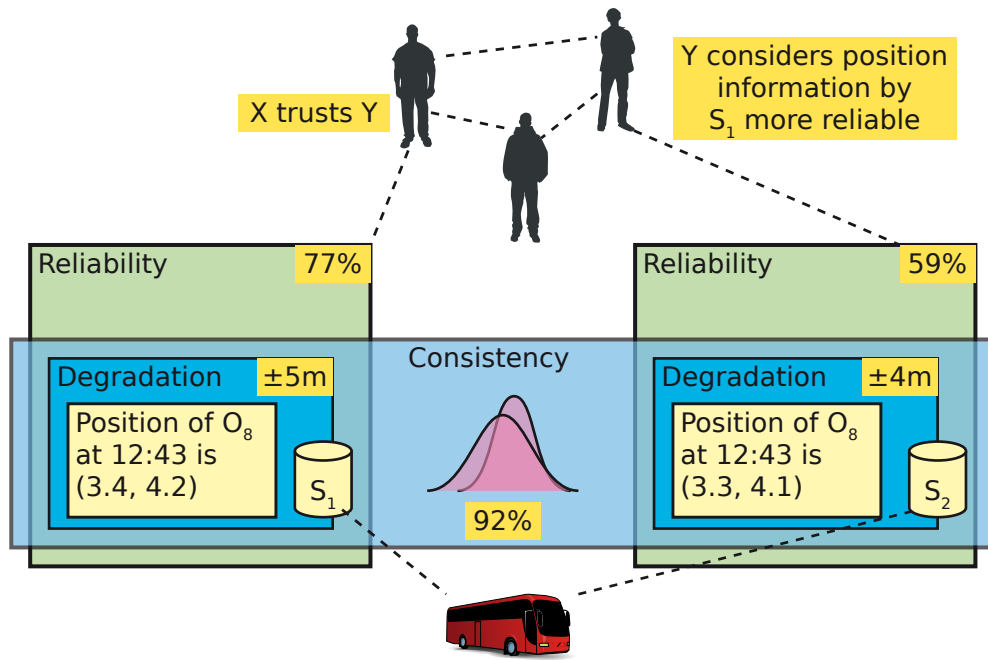 X trusts Y
Y considers position
information by
S₁ more reliable
Reliability
77%
Reliability
59%
Consistency
92%
Degradation
±5m
Position of O₈
at 12:43 is
(3.4, 4.2)
S₁
Degradation
±4m
Position of O₈
at 12:43 is
(3.3, 4.1)
S₂